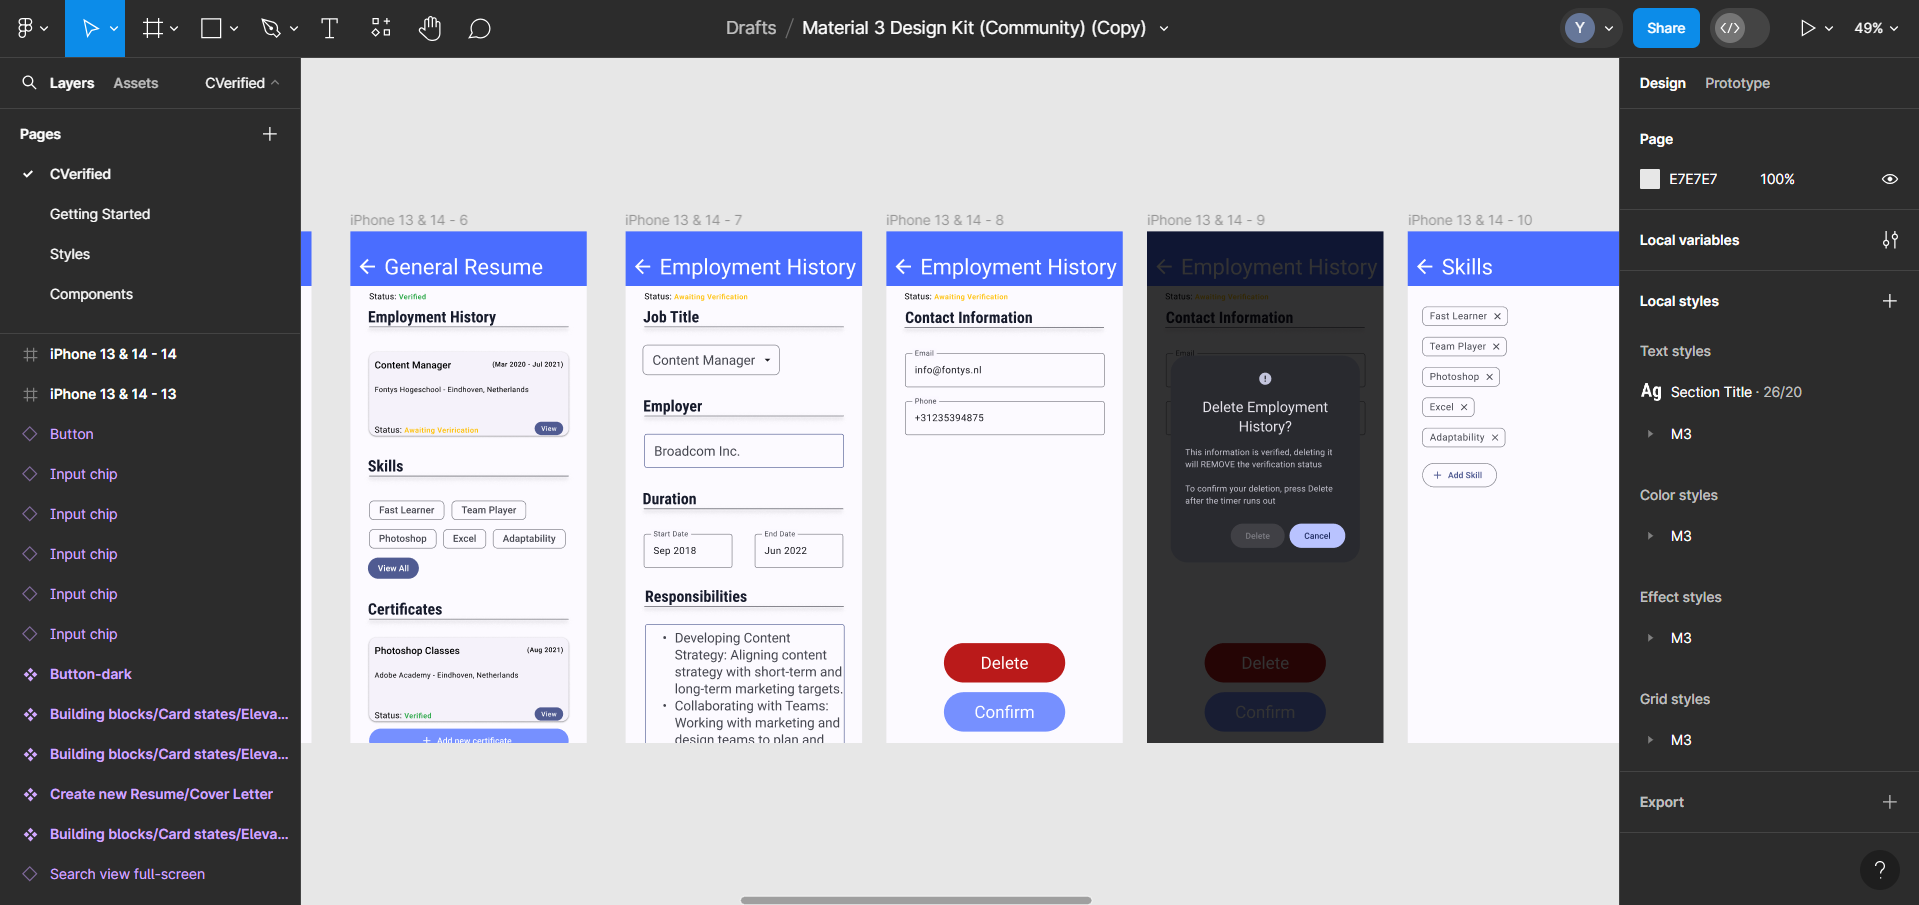 Drafts / Material 3 Design Kit (Community) (Copy)
Y
Share
49%
Layers
Assets
CVerified
Pages
CVerified
Getting Started
Styles
Components
iPhone 13 & 14 - 14
iPhone 13 & 14 - 13
Button
Input chip
Input chip
Input chip
Input chip
Input chip
Button-dark
Building blocks/Card states/Eleva...
Building blocks/Card states/Eleva...
Create new Resume/Cover Letter
Building blocks/Card states/Eleva...
Search view full-screen
iPhone 13 & 14 - 6
General Resume
Status: Verified
Employment History
Content Manager
(Mar 2020 - Jul 2021)
Fontys Hogeschool - Eindhoven, Netherlands
Status: Awaiting Veririication
View
Skills
Fast Learner
Team Player
Photoshop
Excel
Adaptability
View All
Certificates
Photoshop Classes
(Aug 2021)
Adobe Academy - Eindhoven, Netherlands
Status: Verified
View
+ Add new certificate
iPhone 13 & 14 - 7
Employment History
Status: Awaiting Verification
Job Title
Content Manager
Employer
Broadcom Inc.
Duration
Start Date
Sep 2018
End Date
Jun 2022
Responsibilities
• Developing Content
Strategy: Aligning content
strategy with short-term and
long-term marketing targets.
• Collaborating with Teams:
Working with marketing and
design teams to plan and
iPhone 13 & 14 - 8
Employment History
Status: Awaiting Verification
Contact Information
Email
info@fontys.nl
Phone
+31235394875
Delete
Confirm
iPhone 13 & 14 - 9
Employment History
Status: Awaiting Verification
Contact Information
Email
Delete Employment
History?
This information is verified, deleting it
will REMOVE the verification status
To confirm your deletion, press Delete
after the timer runs out
Delete
Cancel
Delete
Confirm
iPhone 13 & 14 - 10
Skills
Fast Learner
Team Player
Photoshop
Excel
Adaptability
+ Add Skill
Design
Prototype
Page
E7E7E7
100%
Local variables
Local styles
Text styles
Ag Section Title · 26/20
M3
Color styles
M3
Effect styles
M3
Grid styles
M3
Export
?